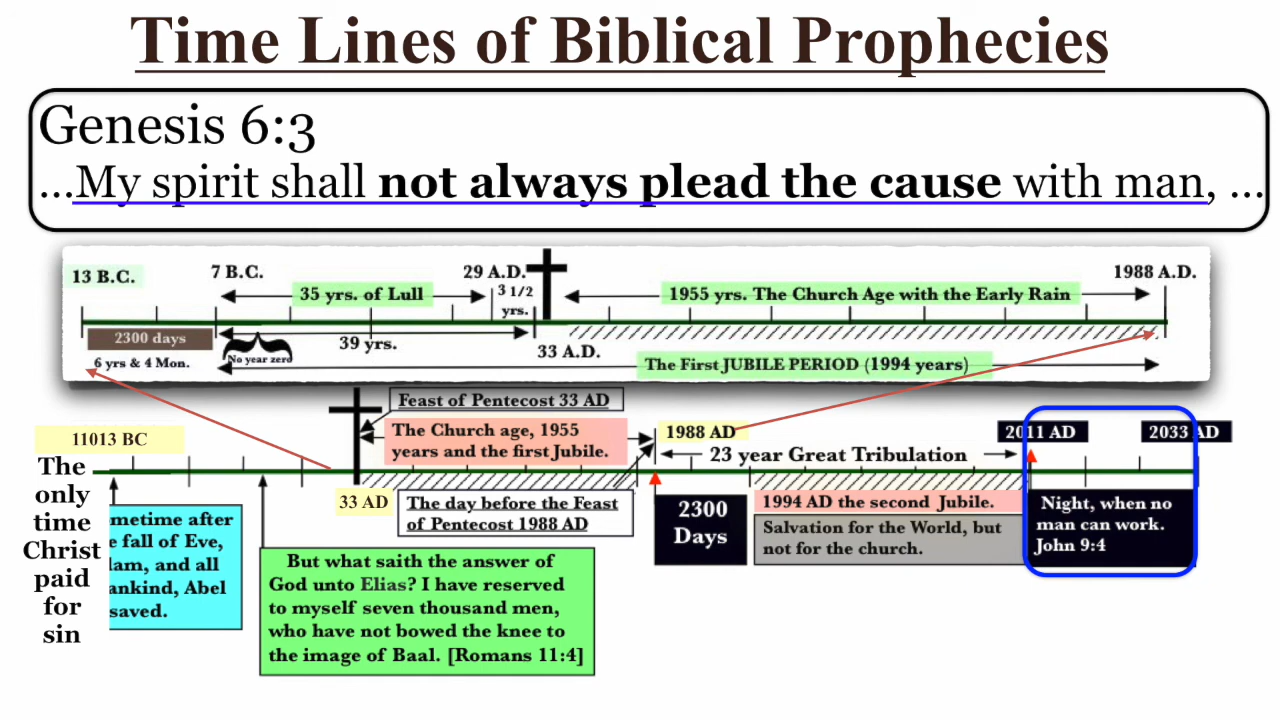 Time Lines of Biblical Prophecies
Genesis 6:3
...My spirit shall not always plead the cause with man, ...
13 B.C.
7 B.C.
29 A.D.
1988 A.D.
35 yrs. of Lull
3 1/2
yrs.
1955 yrs. The Church Age with the Early Rain
2300 days
39 yrs.
6 yrs & 4 Mon.
No year zero
33 A.D.
The First JUBILE PERIOD (1994 years)
Feast of Pentecost 33 AD
11013 BC
The Church age, 1955
years and the first Jubile.
1988 AD
2011 AD
2033 AD
23 year Great Tribulation
The
only
time
Christ
paid
for
sin
33 AD
The day before the Feast
of Pentecost 1988 AD
2300
Days
1994 AD the second Jubile.
Salvation for the World, but
not for the church.
Night, when no
man can work.
John 9:4
ometime after
e fall of Eve,
lam, and all
ankind, Abel
saved.
But what saith the answer of
God unto Elias? I have reserved
to myself seven thousand men,
who have not bowed the knee to
the image of Baal. [Romans 11:4]